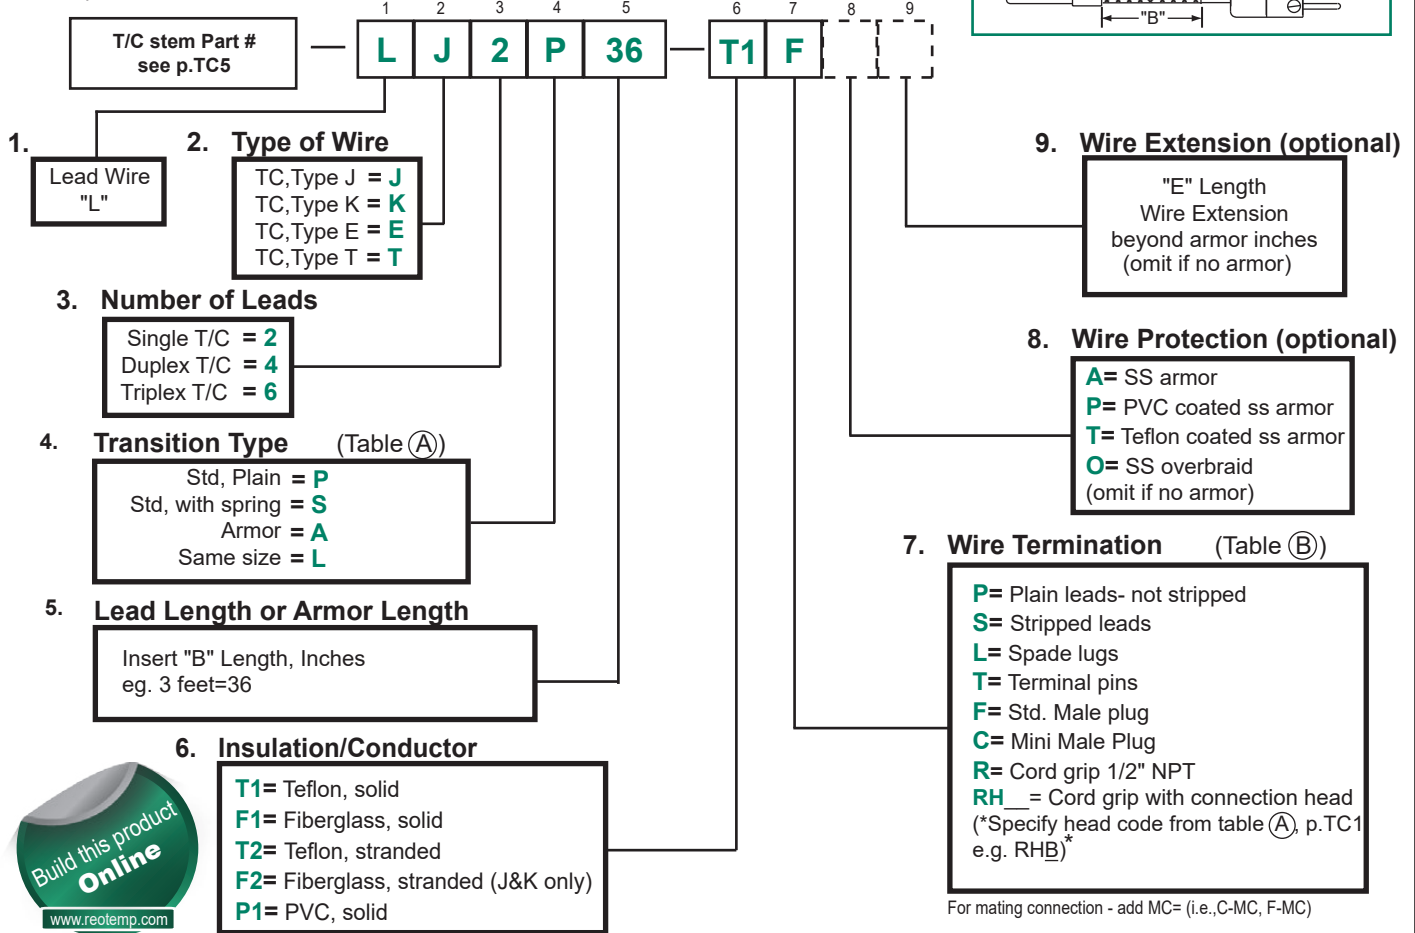 1 2 3 4 5 6 7 8 9
"B"
T/C stem Part #
see p.TC5
L J 2 P 36 T1 F
1.
Lead Wire
"L"
2. Type of Wire
TC,Type J = J
TC,Type K = K
TC,Type E = E
TC,Type T = T
3. Number of Leads
Single T/C = 2
Duplex T/C = 4
Triplex T/C = 6
4. Transition Type (Table A)
Std, Plain = P
Std, with spring = S
Armor = A
Same size = L
5. Lead Length or Armor Length
Insert "B" Length, Inches
eg. 3 feet=36
6. Insulation/Conductor
T1= Teflon, solid
F1= Fiberglass, solid
T2= Teflon, stranded
F2= Fiberglass, stranded (J&K only)
P1= PVC, solid
9. Wire Extension (optional)
"E" Length
Wire Extension
beyond armor inches
(omit if no armor)
8. Wire Protection (optional)
A= SS armor
P= PVC coated ss armor
T= Teflon coated ss armor
O= SS overbraid
(omit if no armor)
7. Wire Termination (Table B)
P= Plain leads- not stripped
S= Stripped leads
L= Spade lugs
T= Terminal pins
F= Std. Male plug
C= Mini Male Plug
R= Cord grip 1/2" NPT
RH__= Cord grip with connection head
(*Specify head code from table A, p.TC1
e.g. RHB)*
For mating connection - add MC= (i.e.,C-MC, F-MC)
Build this product
Online
www.reotemp.com